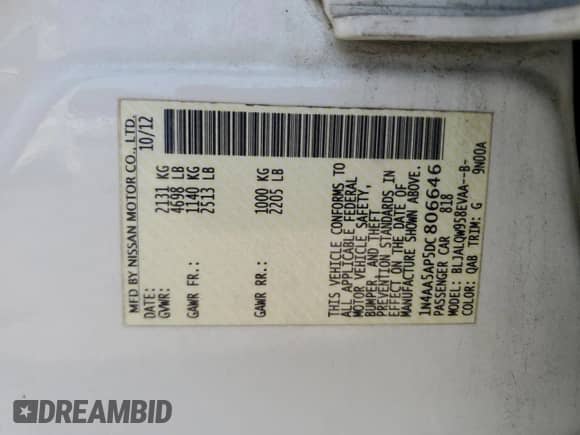 MFD BY NISSAN MOTOR CO., LTD.
DATE: 10/12
GVWR: 2131 KG
4698 LB
GAWR FR.: 1140 KG
2513 LB
GAWR RR.: 1000 KG
2205 LB
THIS VEHICLE CONFORMS TO
ALL APPLICABLE FEDERAL
MOTOR VEHICLE SAFETY,
BUMPER, AND THEFT
PREVENTION STANDARDS IN
EFFECT ON THE DATE OF
MANUFACTURE SHOWN ABOVE.
1N4AA5AP5DC806646
PASSENGER CAR 818
MODEL: BLJALQW958EVAA--B-
COLOR: QAB TRIM: G 9N00A
DREAMBID